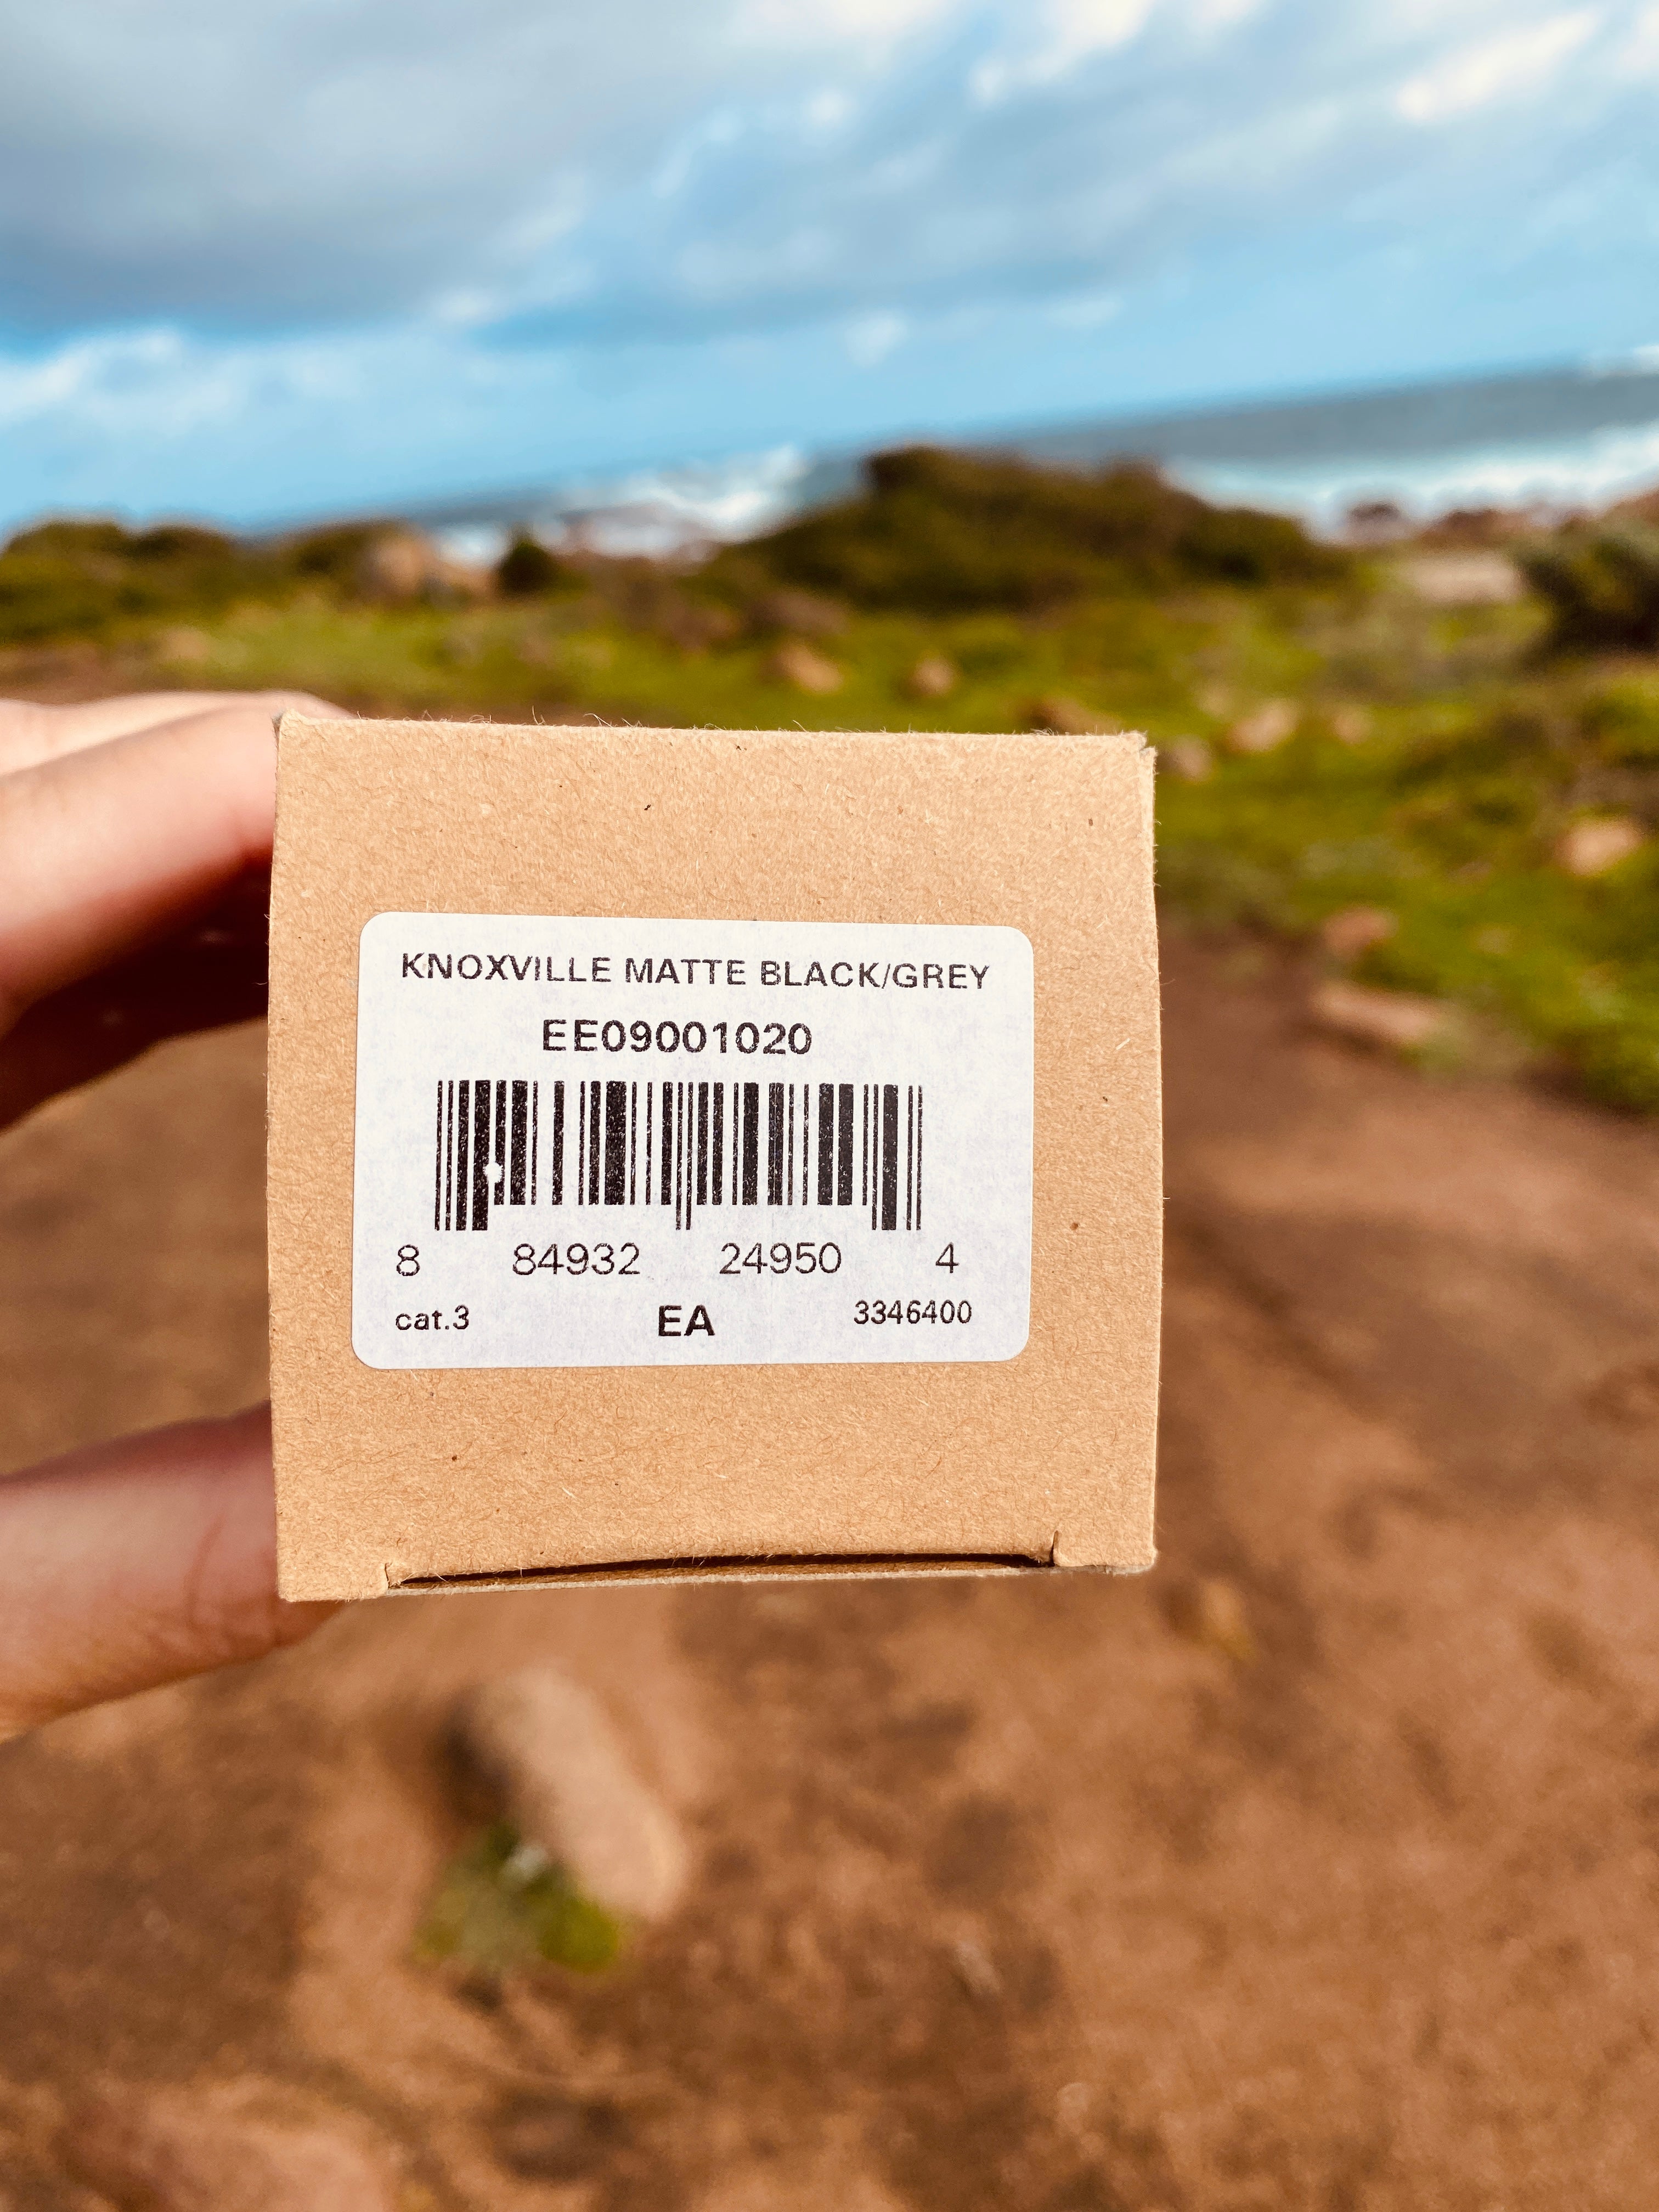 KNOXVILLE MATTE BLACK/GREY
EE09001020
8 84932 24950 4
cat.3 EA 3346400